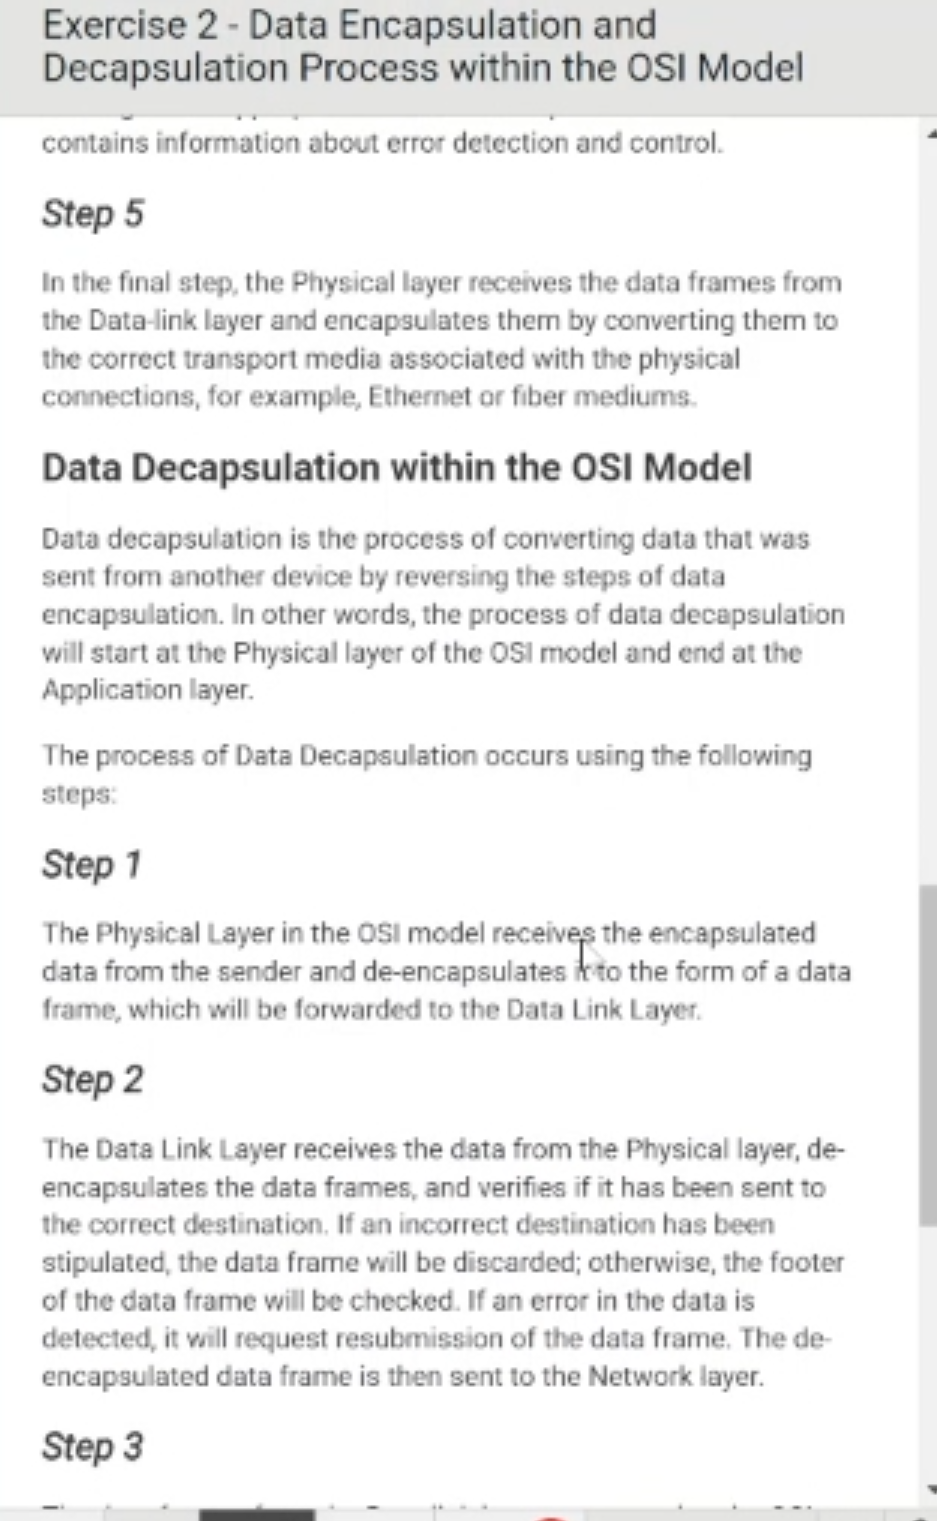 Exercise 2 - Data Encapsulation and
Decapsulation Process within the OSI Model
contains information about error detection and control.
Step 5
In the final step, the Physical layer receives the data frames from
the Data-link layer and encapsulates them by converting them to
the correct transport media associated with the physical
connections, for example, Ethernet or fiber mediums.
Data Decapsulation within the OSI Model
Data decapsulation is the process of converting data that was
sent from another device by reversing the steps of data
encapsulation. In other words, the process of data decapsulation
will start at the Physical layer of the OSI model and end at the
Application layer.
The process of Data Decapsulation occurs using the following
steps:
Step 1
The Physical Layer in the OSI model receives the encapsulated
data from the sender and de-encapsulates it to the form of a data
frame, which will be forwarded to the Data Link Layer.
Step 2
The Data Link Layer receives the data from the Physical layer, de-
encapsulates the data frames, and verifies if it has been sent to
the correct destination. If an incorrect destination has been
stipulated, the data frame will be discarded; otherwise, the footer
of the data frame will be checked. If an error in the data is
detected, it will request resubmission of the data frame. The de-
encapsulated data frame is then sent to the Network layer.
Step 3